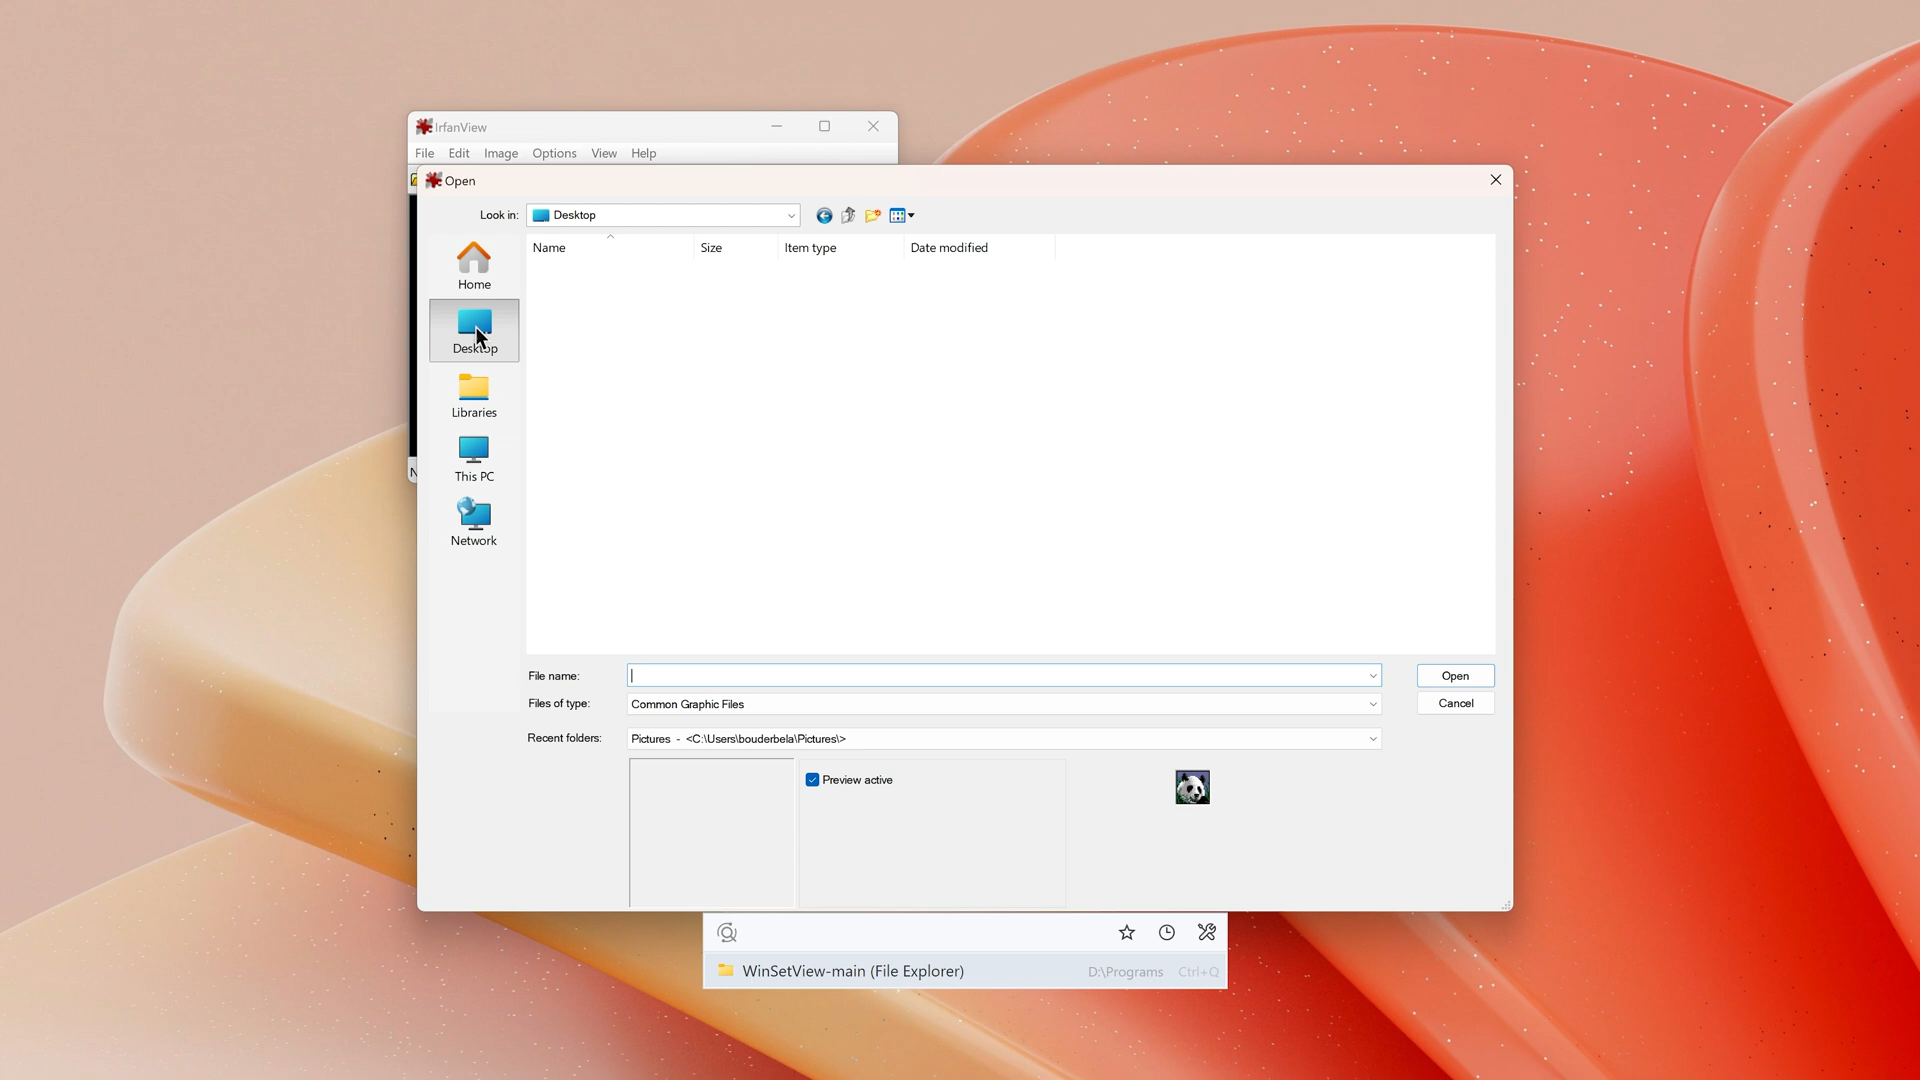 IrfanView
File Edit Image Options View Help
Open
Look in: Desktop
Name Size Item type Date modified
Home
Desktop
Libraries
This PC
Network
File name: Open
Files of type: Common Graphic Files Cancel
Recent folders: Pictures - <C:\Users\bouderbela\Pictures\>
Preview active
WinSetView-main (File Explorer) D:\Programs Ctrl+Q